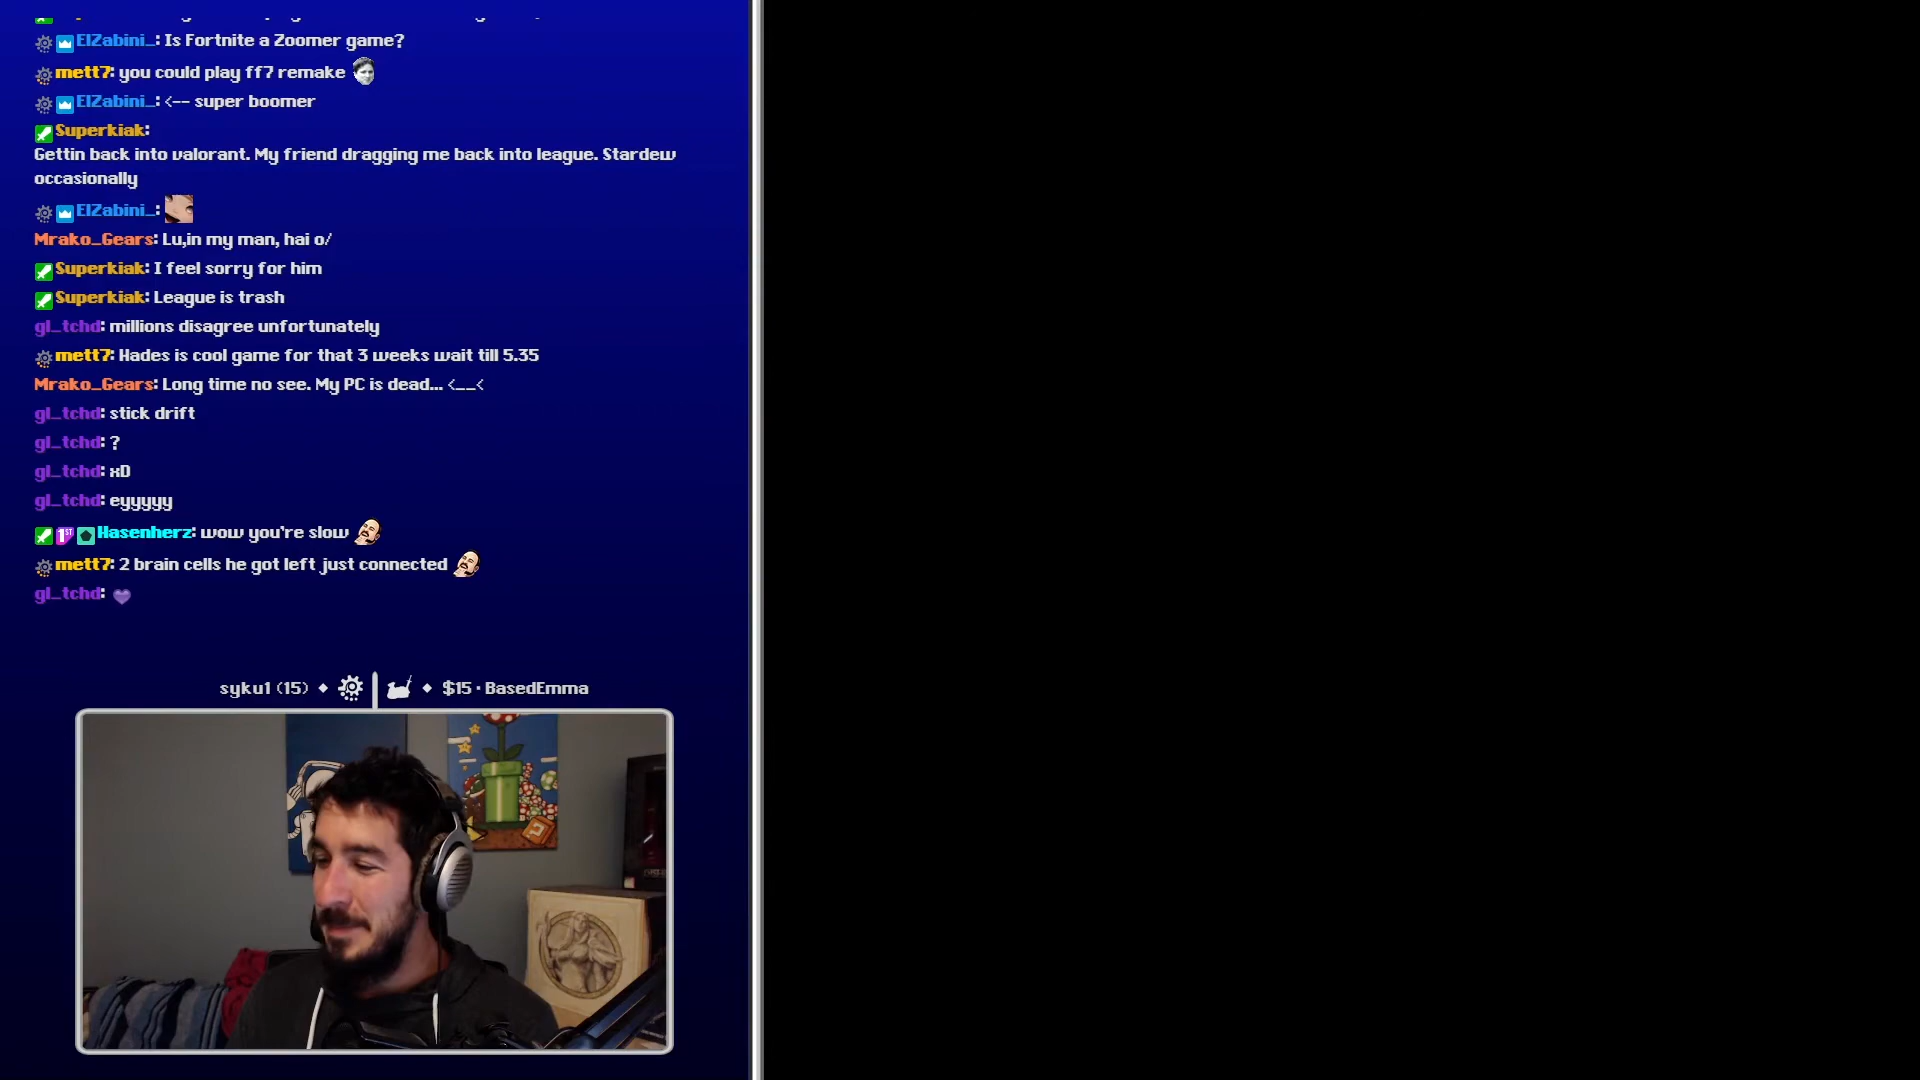 ElZabini_: Is Fortnite a Zoomer game?
mett7: you could play ff7 remake
ElZabini_: <-- super boomer
Superkiak:
Gettin back into valorant. My friend dragging me back into league. Stardew
occasionally
ElZabini_:
Mrako_Gears: Lu,in my man, hai o/
Superkiak: I feel sorry for him
Superkiak: League is trash
gl_tchd: millions disagree unfortunately
mett7: Hades is cool game for that 3 weeks wait till 5.35
Mrako_Gears: Long time no see. My PC is dead... <__<
gl_tchd: stick drift
gl_tchd: ?
gl_tchd: xD
gl_tchd: eyyyyy
1ST Hasenherz: wow you're slow
mett7: 2 brain cells he got left just connected
gl_tchd:
syku1 (15) ◆ ◆ $15 · BasedEmma